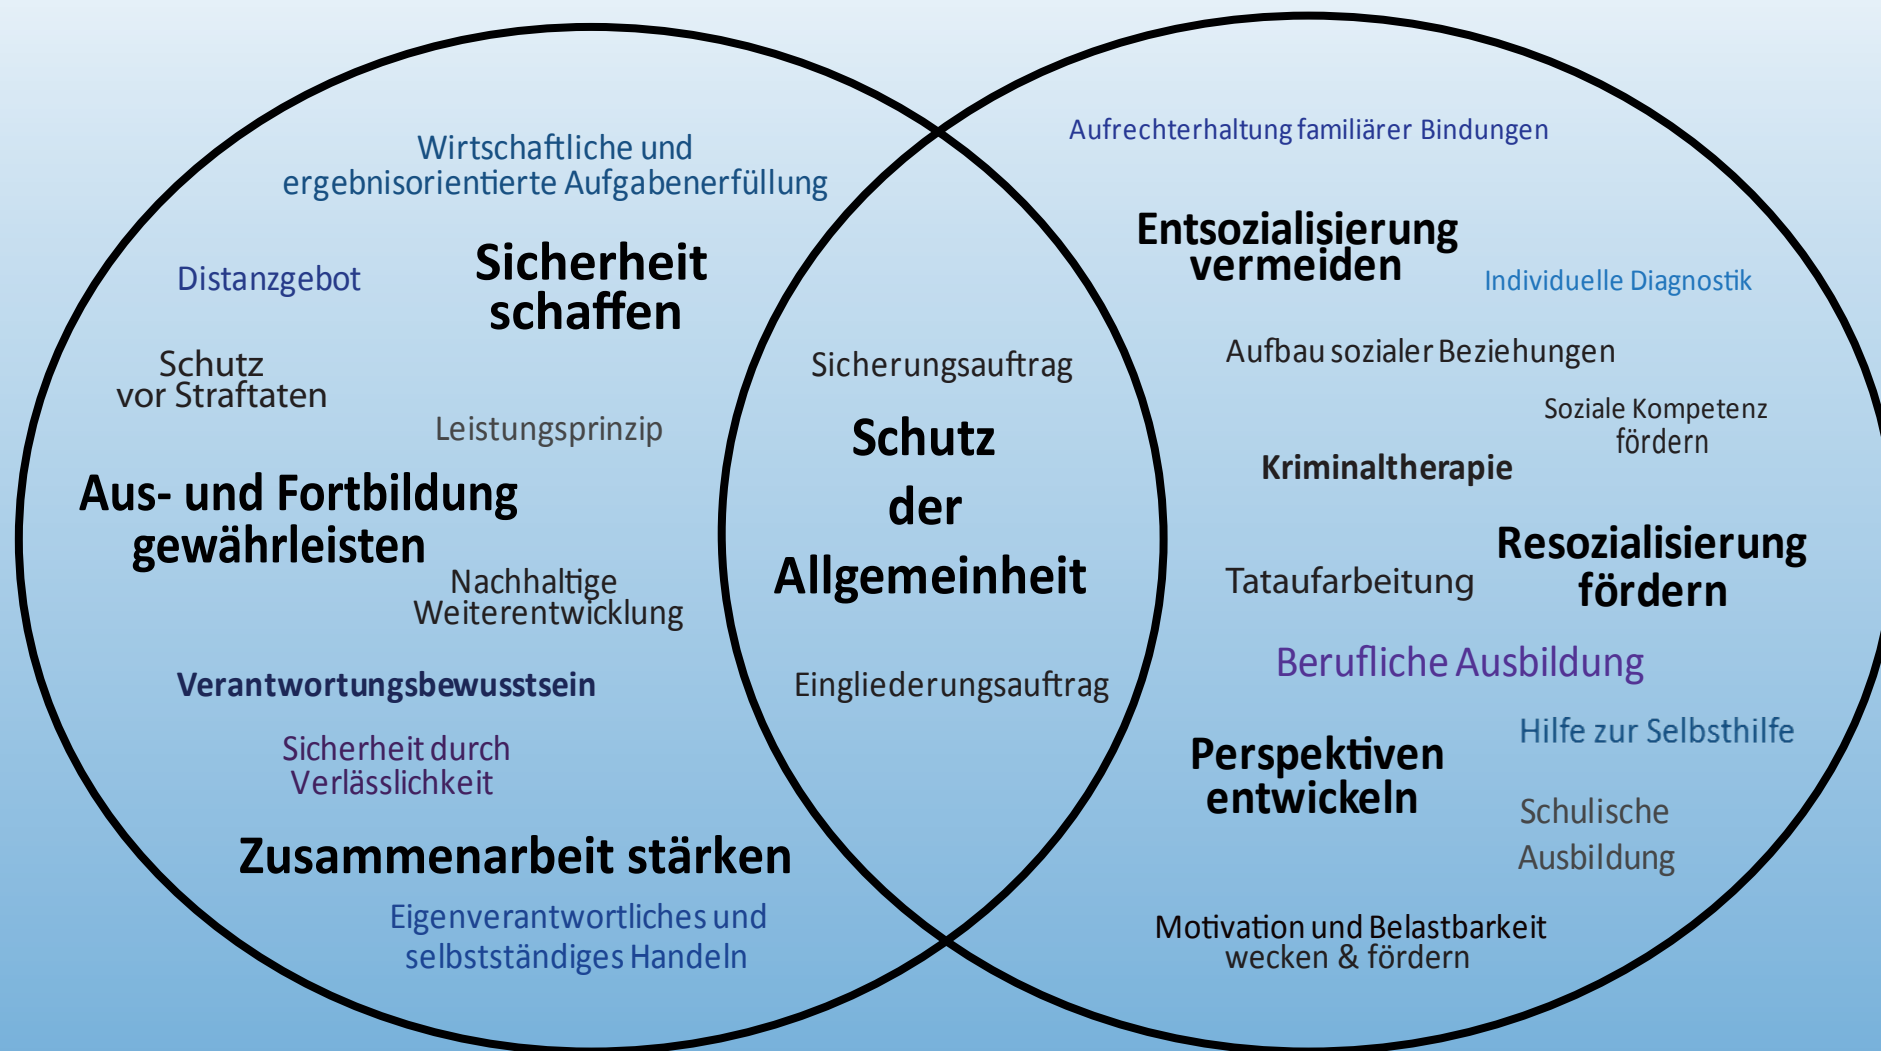 Wirtschaftliche und
ergebnisorientierte Aufgabenerfüllung
Sicherheit
schaffen
Distanzgebot
Schutz
vor Straftaten
Leistungsprinzip
Aus- und Fortbildung
gewährleisten
Nachhaltige
Weiterentwicklung
Verantwortungsbewusstsein
Sicherheit durch
Verlässlichkeit
Zusammenarbeit stärken
Eigenverantwortliches und
selbstständiges Handeln
Sicherungsauftrag
Schutz
der
Allgemeinheit
Eingliederungsauftrag
Aufrechterhaltung familiärer Bindungen
Entsozialisierung
vermeiden
Individuelle Diagnostik
Aufbau sozialer Beziehungen
Soziale Kompetenz
fördern
Kriminaltherapie
Resozialisierung
fördern
Tataufarbeitung
Berufliche Ausbildung
Hilfe zur Selbsthilfe
Perspektiven
entwickeln
Schulische
Ausbildung
Motivation und Belastbarkeit
wecken & fördern